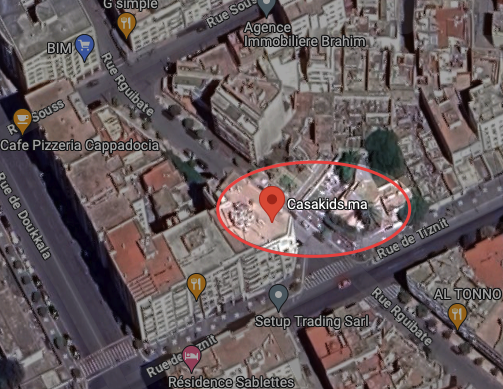 G simple
Rue Sous
Agence
Immobiliere Brahim
BIM
Rue Rguibate
Rue Souss
Cafe Pizzeria Cappadocia
Rue de Doukkala
Casakids.ma
Rue de Tiznit
AL TONNO
Rue Rguibate
Setup Trading Sarl
Rue de Tiznit
Résidence Sablettes